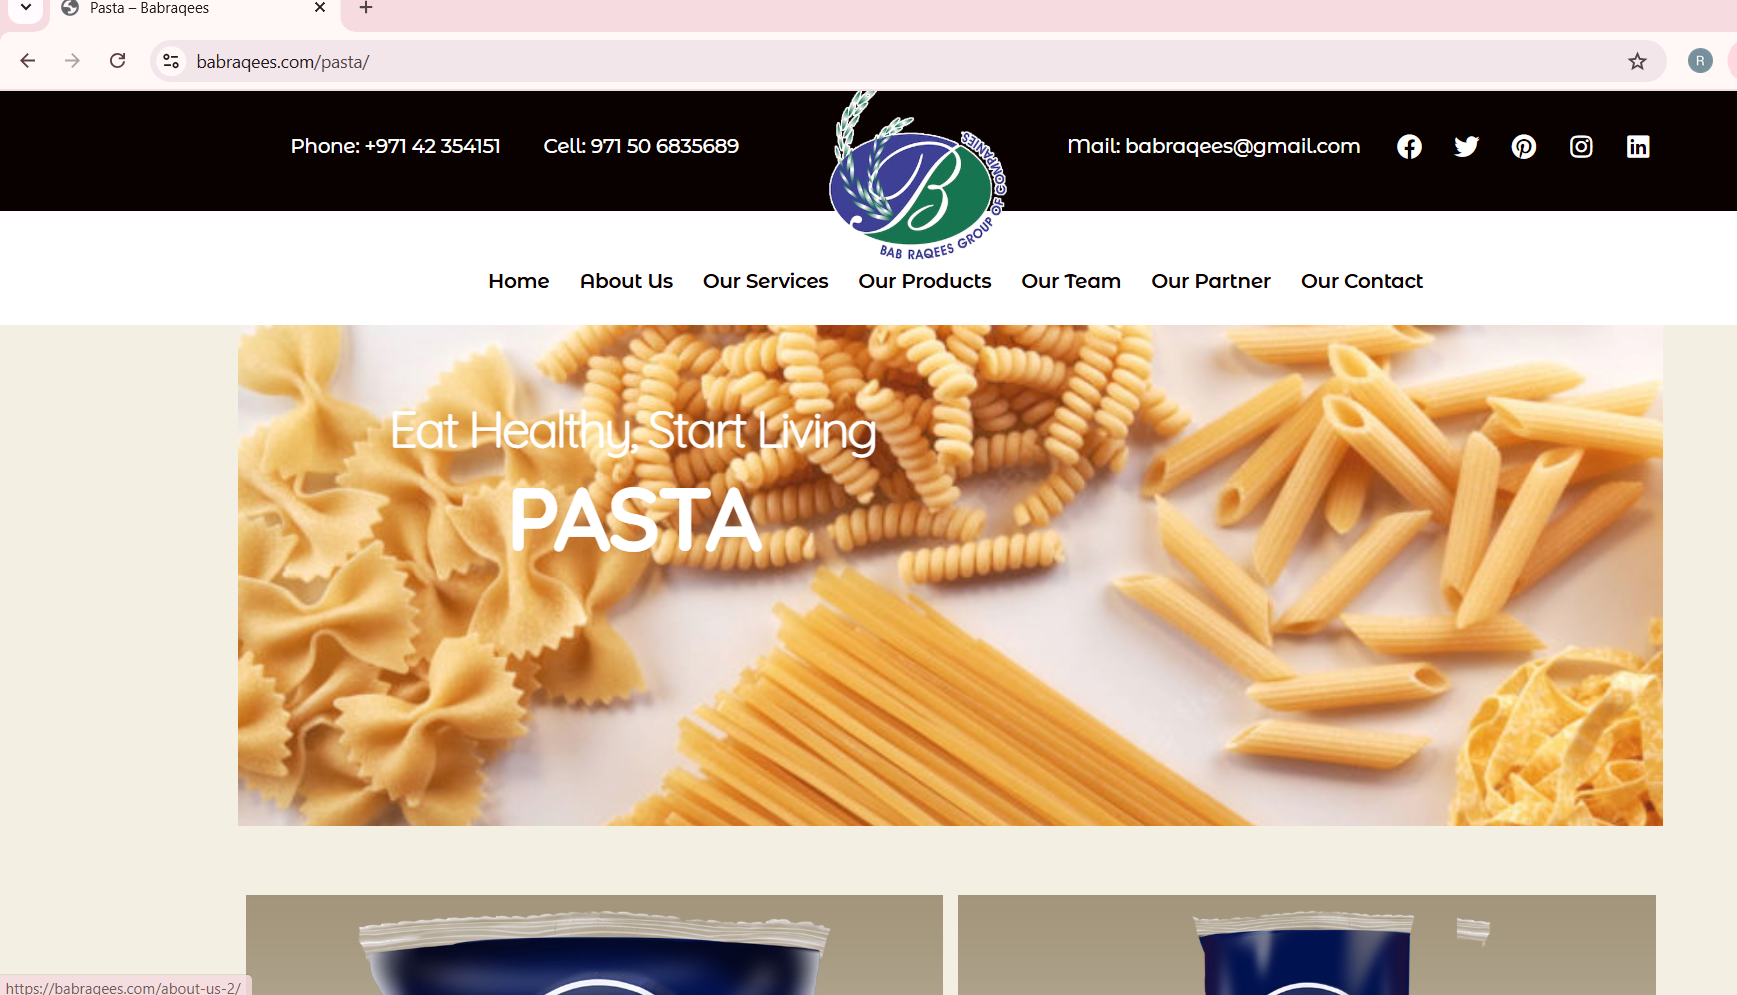 Pasta – Babraqees
babraqees.com/pasta/
Phone: +971 42 354151
Cell: 971 50 6835689
Mail: babraqees@gmail.com
B
BAB RAQEES GROUP OF COMPANIES
Home
About Us
Our Services
Our Products
Our Team
Our Partner
Our Contact
Eat Healthy, Start Living
PASTA
https://babraqees.com/about-us-2/
R